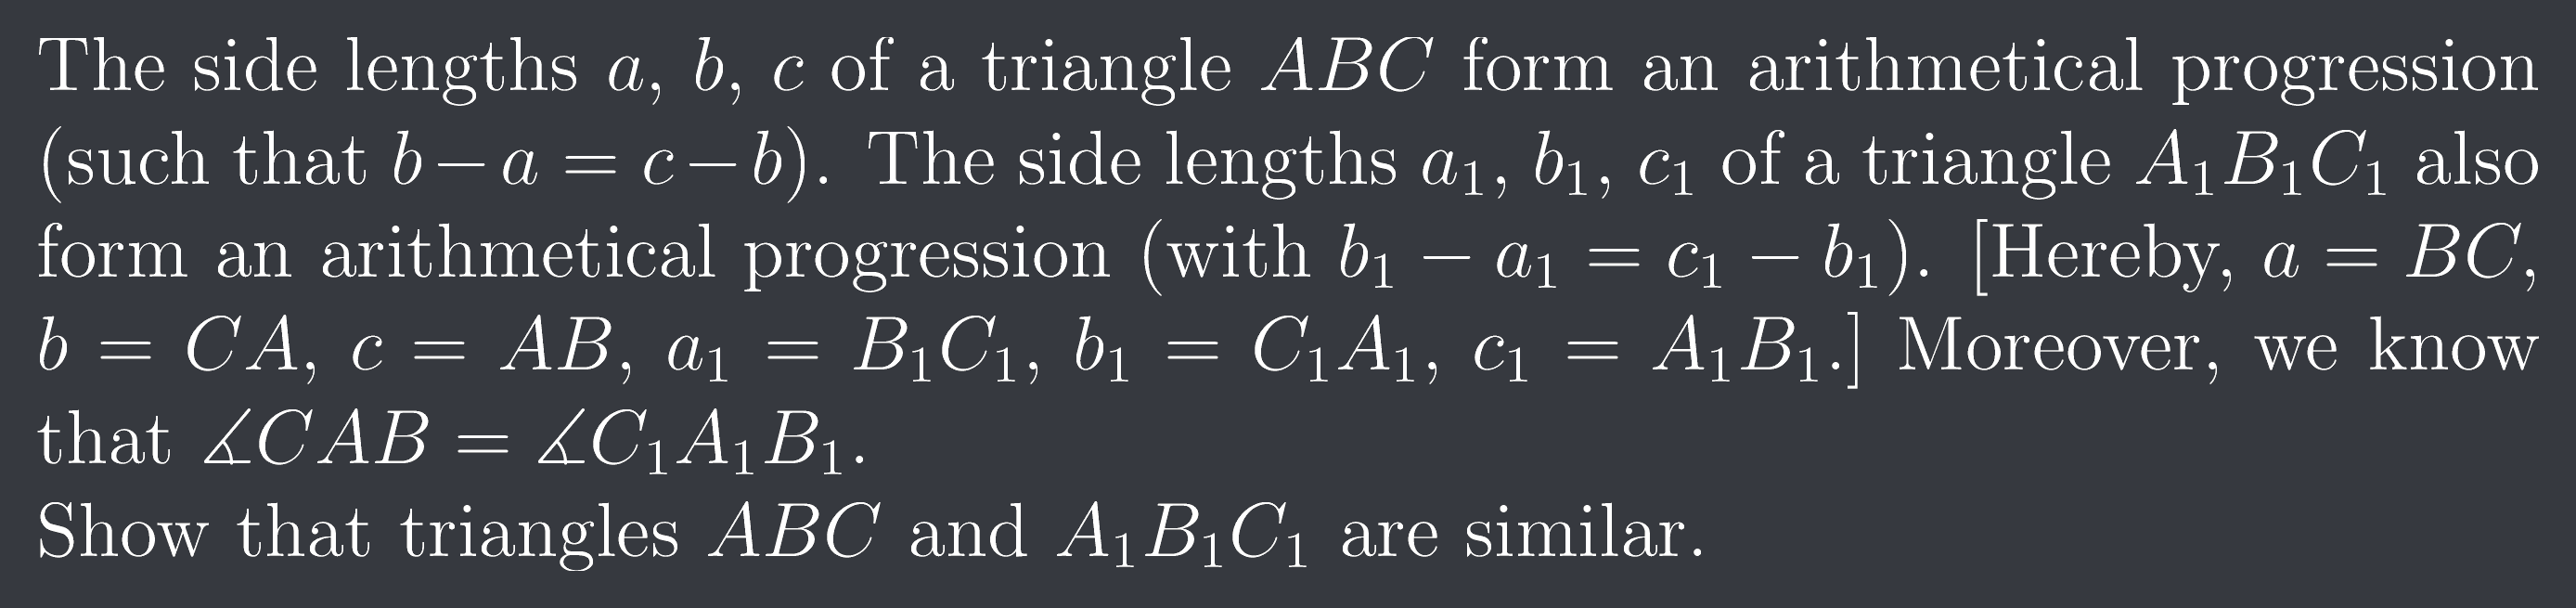 The side lengths a, b, c of a triangle ABC form an arithmetical progression
(such that b − a = c − b). The side lengths a₁, b₁, c₁ of a triangle A₁B₁C₁ also
form an arithmetical progression (with b₁ − a₁ = c₁ − b₁). [Hereby, a = BC,
b = CA, c = AB, a₁ = B₁C₁, b₁ = C₁A₁, c₁ = A₁B₁.] Moreover, we know
that ∡CAB = ∡C₁A₁B₁.
Show that triangles ABC and A₁B₁C₁ are similar.